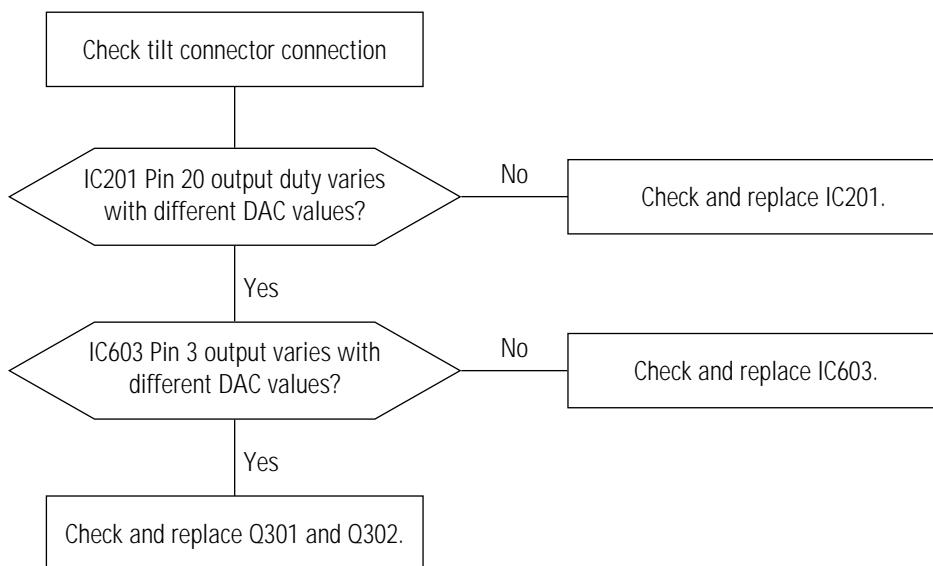 Check tilt connector connection
IC201 Pin 20 output duty varies
with different DAC values?
No
Check and replace IC201.
Yes
IC603 Pin 3 output varies with
different DAC values?
No
Check and replace IC603.
Yes
Check and replace Q301 and Q302.